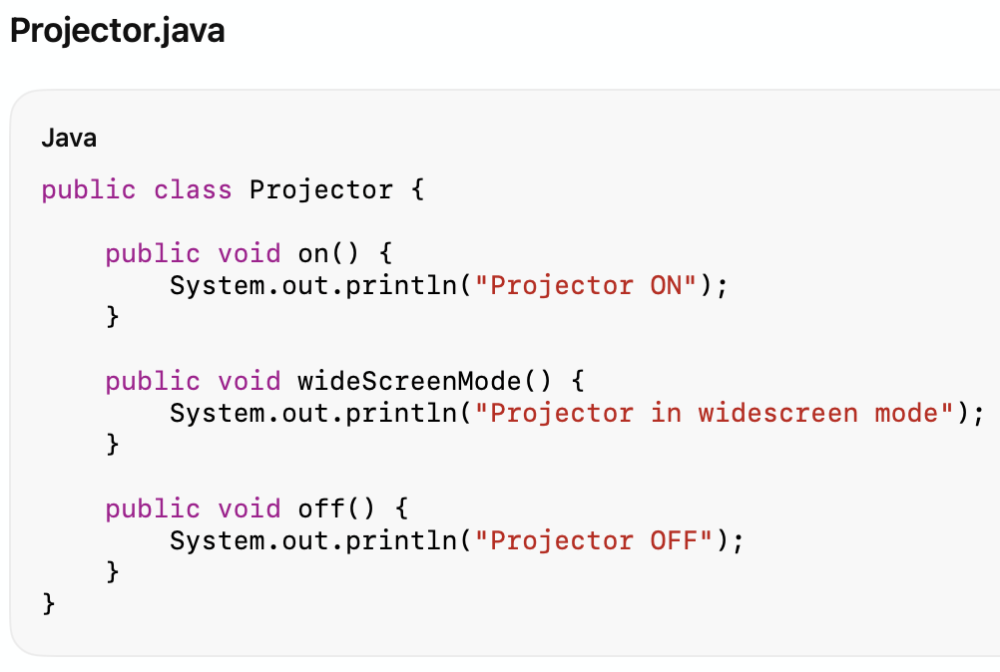 Projector.java
Java
public class Projector {
    public void on() {
        System.out.println("Projector ON");
    }
    public void wideScreenMode() {
        System.out.println("Projector in widescreen mode");
    }
    public void off() {
        System.out.println("Projector OFF");
    }
}